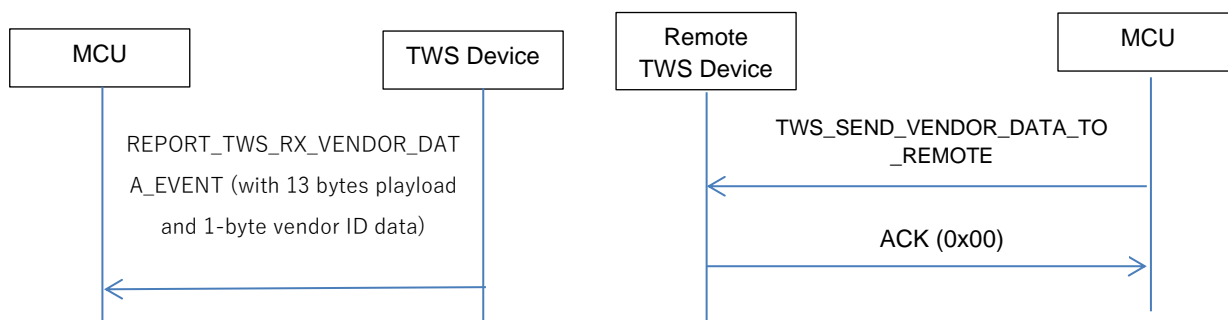 MCU
TWS Device
REPORT_TWS_RX_VENDOR_DAT
A_EVENT (with 13 bytes playload
and 1-byte vendor ID data)
Remote
TWS Device
MCU
TWS_SEND_VENDOR_DATA_TO
_REMOTE
ACK (0x00)